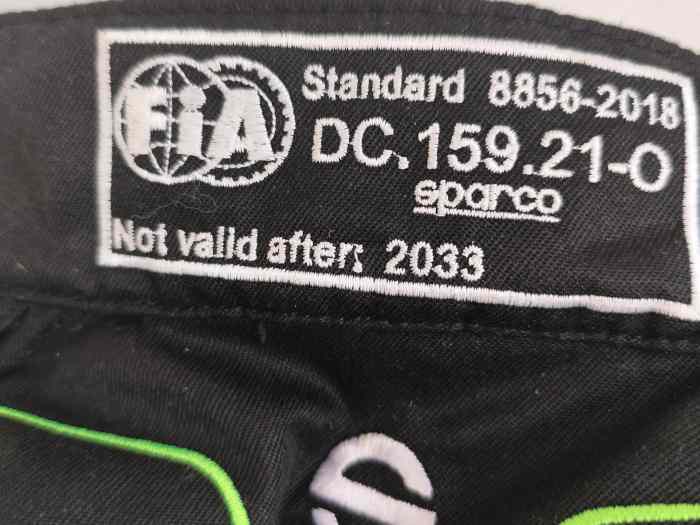 FiA
Standard 8856-2018
DC.159.21-O
sparco
Not valid after: 2033
S